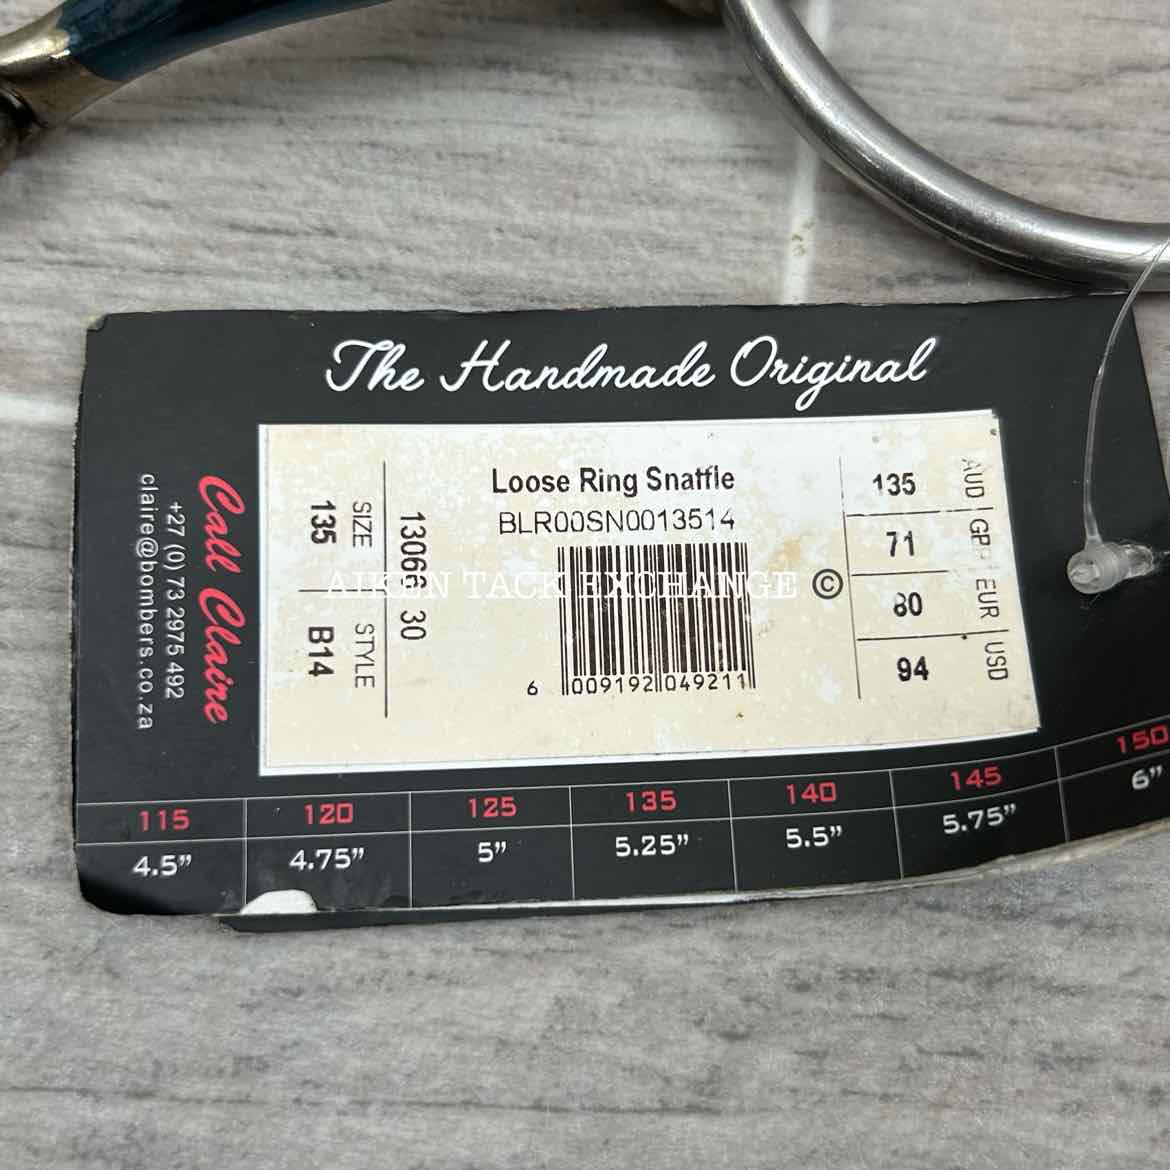 The Handmade Original
Call Claire
+27 (0) 73 2975 492
claire@bombers.co.za
Loose Ring Snaffle
BLR00SN0013514
SIZE
135
STYLE
B14
30
6 009192 049211
AUD
135
71
EUR
80
USD
94
AIKEN TACK EXCHANGE ©
115 120 125 135 140 145 150
4.5” 4.75” 5” 5.25” 5.5” 5.75” 6”